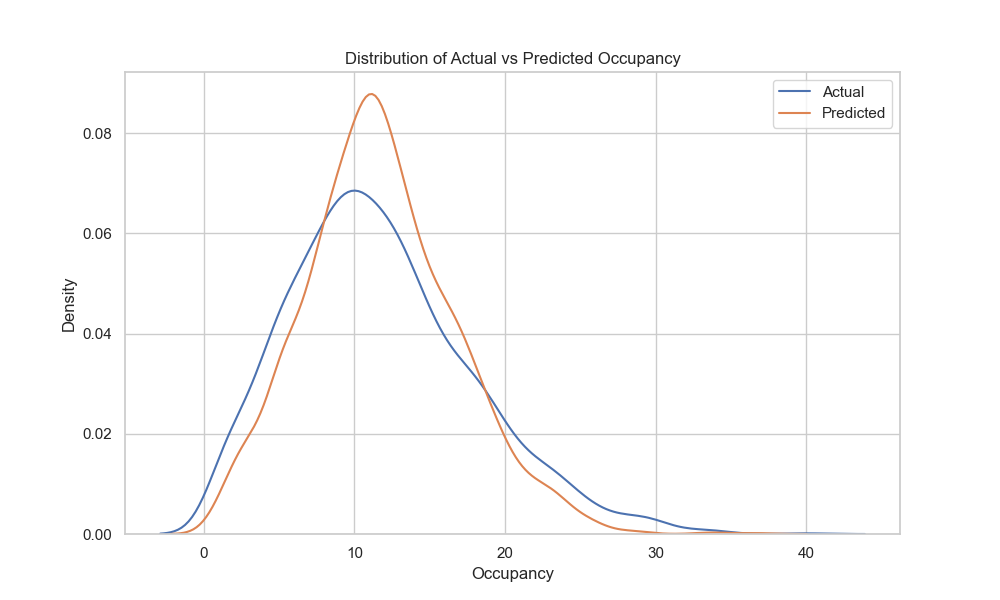 Distribution of Actual vs Predicted Occupancy
Actual
Predicted
0.08
0.06
0.04
0.02
0.00
Density
0
10
20
30
40
Occupancy